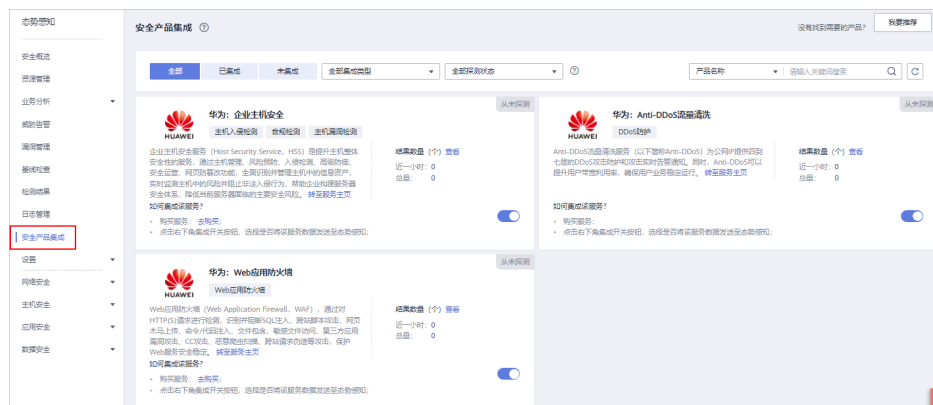 态势感知
安全概览
资源管理
业务分析
威胁告警
漏洞管理
基线检查
检测结果
日志管理
安全产品集成
设置
网络安全
主机安全
应用安全
数据安全
安全产品集成
没有找到需要的产品?
我要推荐
全部 已集成 未集成 全部集成类型 全部探测状态
产品名称 请输入关键词搜索
从未探测
华为：企业主机安全
HUAWEI
主机入侵检测 合规检测 主机漏洞检测
企业主机安全服务（Host Security Service，HSS）是提升主机整体
安全性的服务，通过主机管理、风险预防、入侵检测、高级防御、
安全运营、网页防篡改功能，全面识别并管理主机中的信息资产，
实时监测主机中的风险并阻止非法入侵行为，帮助企业构建服务器
安全体系，降低当前服务器面临的主要安全风险。 转至服务主页
结果数量（个） 查看
近一小时： 0
总量： 0
如何集成该服务?
• 购买服务： 去购买；
• 点击右下角集成开关按钮，选择是否将该服务数据发送至态势感知；
从未探测
华为：Anti-DDoS流量清洗
HUAWEI
DDoS防护
Anti-DDoS流量清洗服务（以下简称Anti-DDoS）为公网IP提供四到
七层的DDoS攻击防护和攻击实时告警通知。同时，Anti-DDoS可以
提升用户带宽利用率，确保用户业务稳定运行。 转至服务主页
结果数量（个） 查看
近一小时： 0
总量： 0
如何集成该服务?
• 购买服务：
• 点击右下角集成开关按钮，选择是否将该服务数据发送至态势感知；
从未探测
华为：Web应用防火墙
HUAWEI
Web应用防火墙
Web应用防火墙（Web Application Firewall，WAF），通过对
HTTP(S)请求进行检测，识别并阻断SQL注入、跨站脚本攻击、网页
木马上传、命令/代码注入、文件包含、敏感文件访问、第三方应用
漏洞攻击、CC攻击、恶意爬虫扫描、跨站请求伪造等攻击，保护
Web服务安全稳定。 转至服务主页
结果数量（个） 查看
近一小时： 0
总量： 0
如何集成该服务?
• 购买服务： 去购买；
• 点击右下角集成开关按钮，选择是否将该服务数据发送至态势感知；